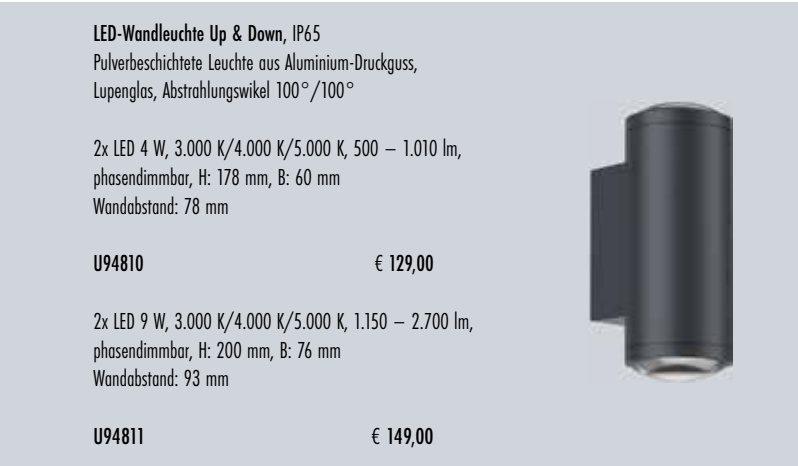 LED-Wandleuchte Up & Down, IP65
Pulverbeschichtete Leuchte aus Aluminium-Druckguss,
Lupenglas, Abstrahlungswikel 100°/100°
2x LED 4 W, 3.000 K/4.000 K/5.000 K, 500 – 1.010 lm,
phasendimmbar, H: 178 mm, B: 60 mm
Wandabstand: 78 mm
U94810 € 129,00
2x LED 9 W, 3.000 K/4.000 K/5.000 K, 1.150 – 2.700 lm,
phasendimmbar, H: 200 mm, B: 76 mm
Wandabstand: 93 mm
U94811 € 149,00